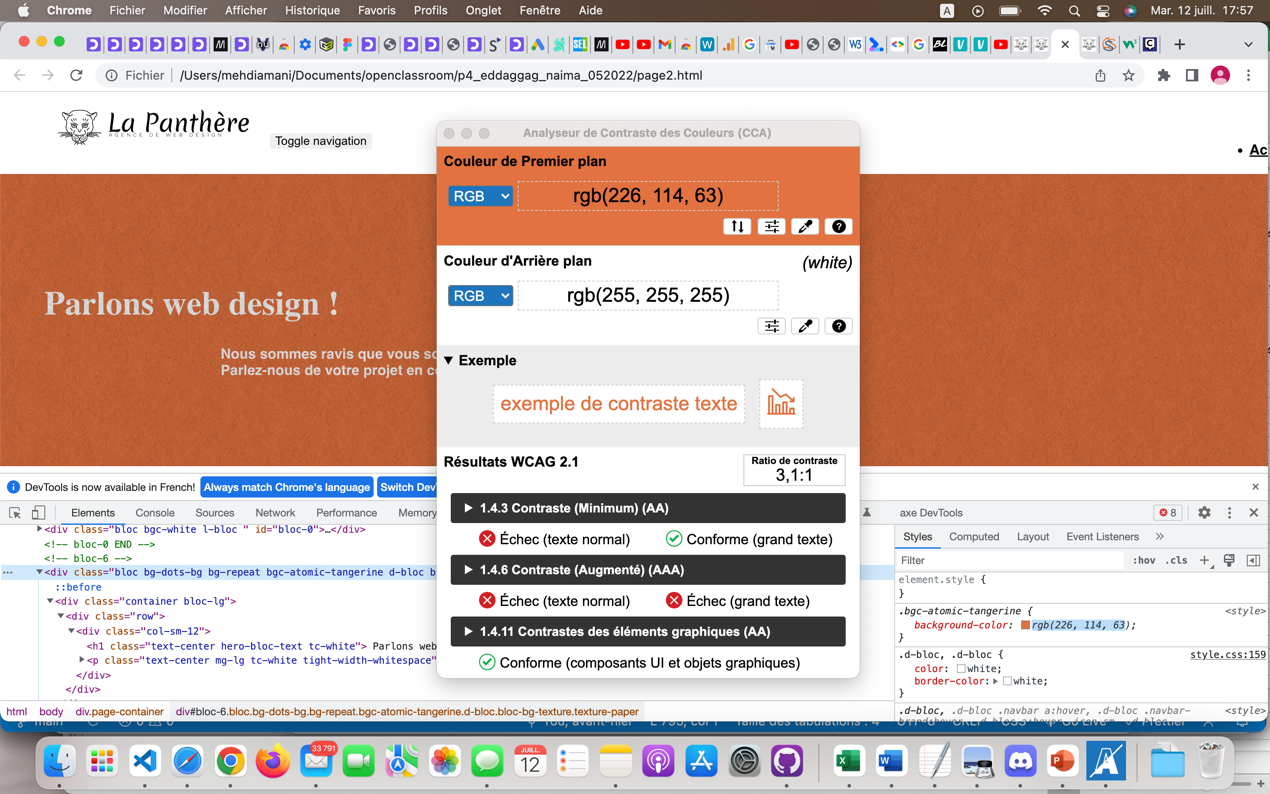 Chrome Fichier Modifier Afficher Historique Favoris Profils Onglet Fenêtre Aide A Mar. 12 juill. 17:57
Fichier /Users/mehdiamani/Documents/openclassroom/p4_eddaggag_naima_052022/page2.html
La Panthère
AGENCE DE WEB DESIGN
Toggle navigation
• Ac
Analyseur de Contraste des Couleurs (CCA)
Couleur de Premier plan
RGB rgb(226, 114, 63)
Couleur d'Arrière plan (white)
RGB rgb(255, 255, 255)
Parlons web design !
Nous sommes ravis que vous so
Parlez-nous de votre projet en c
▼ Exemple
exemple de contraste texte
Résultats WCAG 2.1
Ratio de contraste
3,1:1
1.4.3 Contraste (Minimum) (AA)
Échec (texte normal) Conforme (grand texte)
1.4.6 Contraste (Augmenté) (AAA)
Échec (texte normal) Échec (grand texte)
1.4.11 Contrastes des éléments graphiques (AA)
Conforme (composants UI et objets graphiques)
DevTools is now available in French! Always match Chrome's language Switch Dev
Elements Console Sources Network Performance Memory axe DevTools 8
<div class="bloc bgc-white l-bloc " id="bloc-0">…</div>
<!-- bloc-0 END -->
<!-- bloc-6 -->
<div class="bloc bg-dots-bg bg-repeat bgc-atomic-tangerine d-bloc b
::before
<div class="container bloc-lg">
<div class="row">
<div class="col-sm-12">
<h1 class="text-center hero-bloc-text tc-white"> Parlons web
<p class="text-center mg-lg tc-white tight-width-whitespace"
</div>
</div>
Styles Computed Layout Event Listeners »
Filter :hov .cls
element.style {
}
.bgc-atomic-tangerine { <style>
background-color: rgb(226, 114, 63);
}
.d-bloc, .d-bloc { style.css:159
color: white;
border-color: white;
}
.d-bloc, .d-bloc .navbar a:hover, .d-bloc .navbar- <style>
html body div.page-container div#bloc-6.bloc.bg-dots-bg.bg-repeat.bgc-atomic-tangerine.d-bloc.bloc-bg-texture.texture-paper
33 791
JUILL.
12